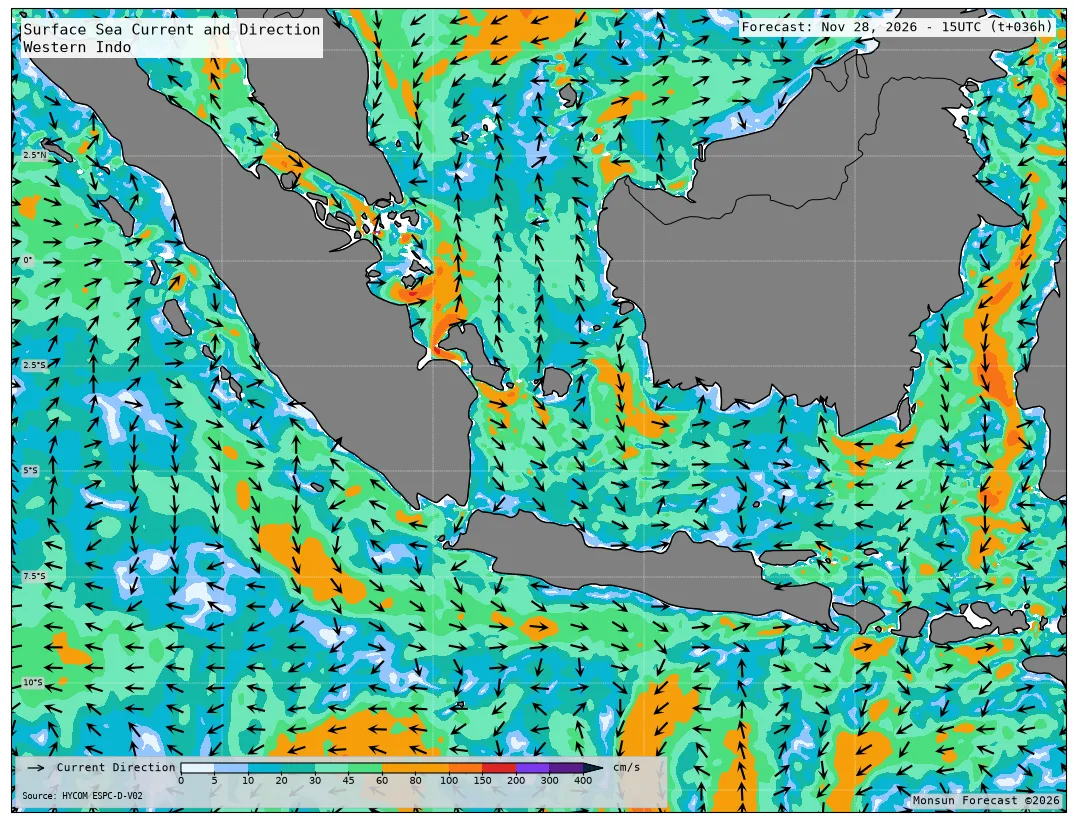 Surface Sea Current and Direction
Western Indo
Forecast: Nov 28, 2026 - 15UTC (t+036h)
2.5°N
0°
2.5°S
5°S
7.5°S
10°S
Current Direction
0 5 10 20 30 45 60 80 100 150 200 300 400 cm/s
Source: HYCOM ESPC-D-V02
Monsun Forecast ©2026